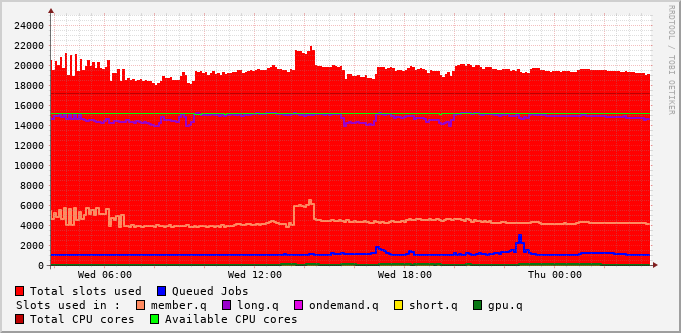 24000
22000
20000
18000
16000
14000
12000
10000
8000
6000
4000
2000
0
Wed 06:00 Wed 12:00 Wed 18:00 Thu 00:00
RRDTOOL / TOBI OETIKER
Total slots used Queued Jobs
Slots used in : member.q long.q ondemand.q short.q gpu.q
Total CPU cores Available CPU cores